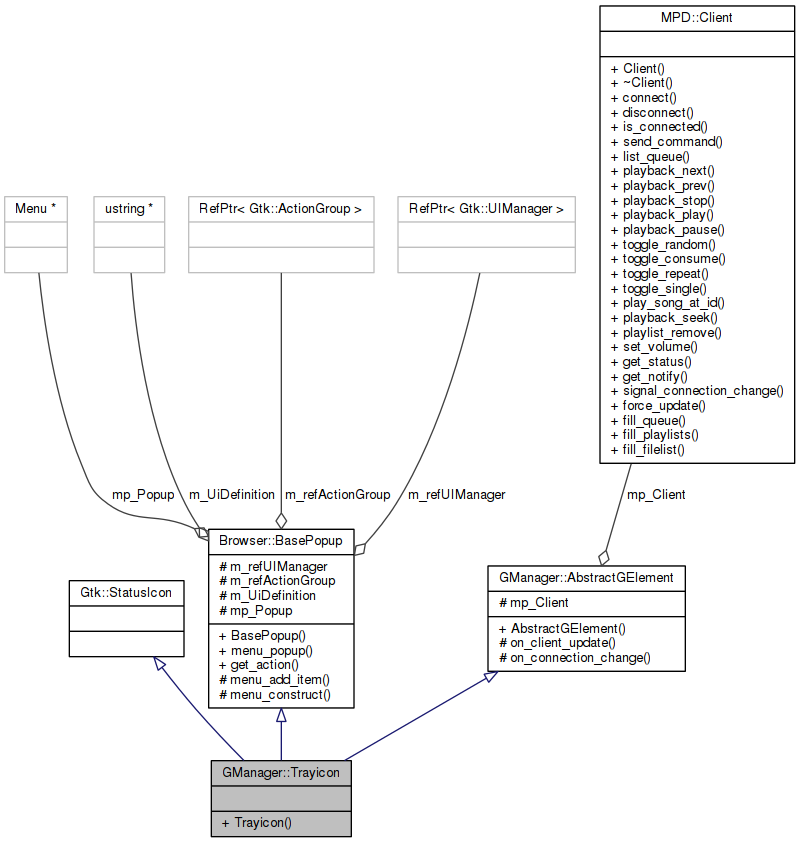 MPD::Client
+ Client()
+ ~Client()
+ connect()
+ disconnect()
+ is_connected()
+ send_command()
+ list_queue()
+ playback_next()
+ playback_prev()
+ playback_stop()
+ playback_play()
+ playback_pause()
+ toggle_random()
+ toggle_consume()
+ toggle_repeat()
+ toggle_single()
+ play_song_at_id()
+ playback_seek()
+ playlist_remove()
+ set_volume()
+ get_status()
+ get_notify()
+ signal_connection_change()
+ force_update()
+ fill_queue()
+ fill_playlists()
+ fill_filelist()
Menu *
ustring *
RefPtr< Gtk::ActionGroup >
RefPtr< Gtk::UIManager >
mp_Popup
m_UiDefinition
m_refActionGroup
m_refUIManager
mp_Client
Browser::BasePopup
# m_refUIManager
# m_refActionGroup
# m_UiDefinition
# mp_Popup
+ BasePopup()
+ menu_popup()
+ get_action()
# menu_add_item()
# menu_construct()
Gtk::StatusIcon
GManager::AbstractGElement
# mp_Client
+ AbstractGElement()
# on_client_update()
# on_connection_change()
GManager::Trayicon
+ Trayicon()